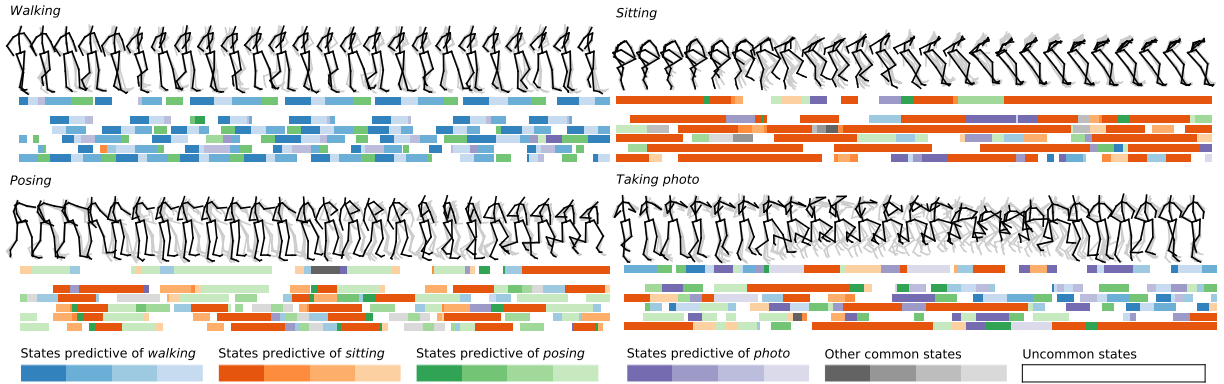 Walking
Sitting
Posing
Taking photo
States predictive of walking
States predictive of sitting
States predictive of posing
States predictive of photo
Other common states
Uncommon states